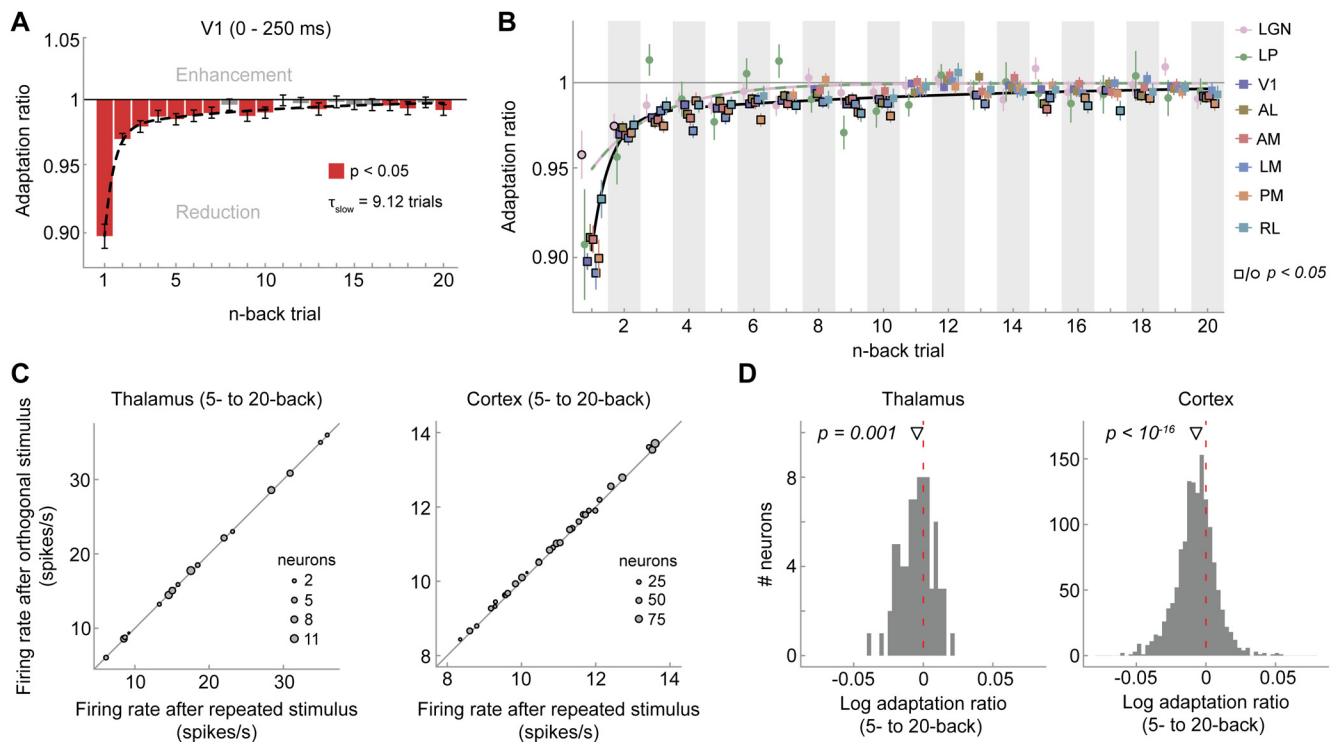 A
V1 (0 - 250 ms)
1.05
1
0.95
0.90
Adaptation ratio
Enhancement
Reduction
p < 0.05
τslow = 9.12 trials
1
5
10
15
20
n-back trial
B
1
0.95
0.90
Adaptation ratio
2
4
6
8
10
12
14
16
18
20
n-back trial
LGN
LP
V1
AL
AM
LM
PM
RL
/ p < 0.05
C
Thalamus (5- to 20-back)
Firing rate after orthogonal stimulus
(spikes/s)
30
20
10
neurons
2
5
8
11
10
20
30
Firing rate after repeated stimulus
(spikes/s)
Cortex (5- to 20-back)
14
12
10
8
neurons
25
50
75
8
10
12
14
Firing rate after repeated stimulus
(spikes/s)
D
Thalamus
p = 0.001
# neurons
8
4
0
-0.05
0
0.05
Log adaptation ratio
(5- to 20-back)
Cortex
p < 10-16
150
100
50
0
-0.05
0
0.05
Log adaptation ratio
(5- to 20-back)